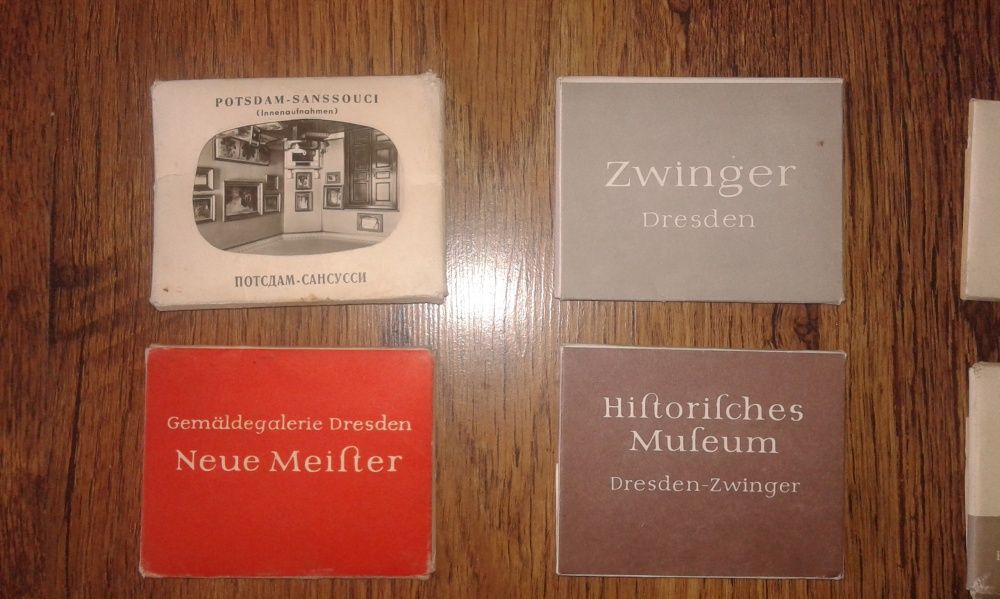 POTSDAM-SANSSOUCI
(Innenaufnahmen)
ПОТСДАМ-САНСУССИ
Zwinger
Dresden
Gemäldegalerie Dresden
Neue Meiſter
Hiſtoriſches
Muſeum
Dresden-Zwinger